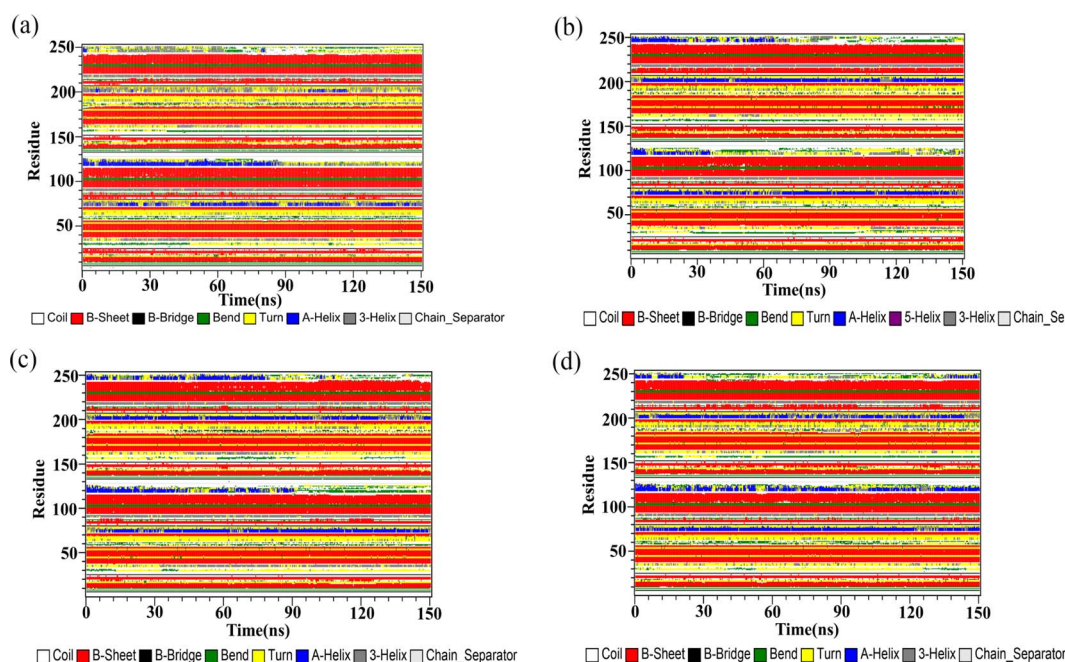 (a)
250
200
150
100
50
Residue
0 30 60 90 120 150
Time(ns)
Coil B-Sheet B-Bridge Bend Turn A-Helix 3-Helix Chain_Separator
(b)
250
200
150
100
50
Residue
0 30 60 90 120 150
Time(ns)
Coil B-Sheet B-Bridge Bend Turn A-Helix 5-Helix 3-Helix Chain_Se
(c)
250
200
150
100
50
Residue
0 30 60 90 120 150
Time(ns)
Coil B-Sheet B-Bridge Bend Turn A-Helix 3-Helix Chain_Separator
(d)
250
200
150
100
50
Residue
0 30 60 90 120 150
Time(ns)
Coil B-Sheet B-Bridge Bend Turn A-Helix 3-Helix Chain_Separator